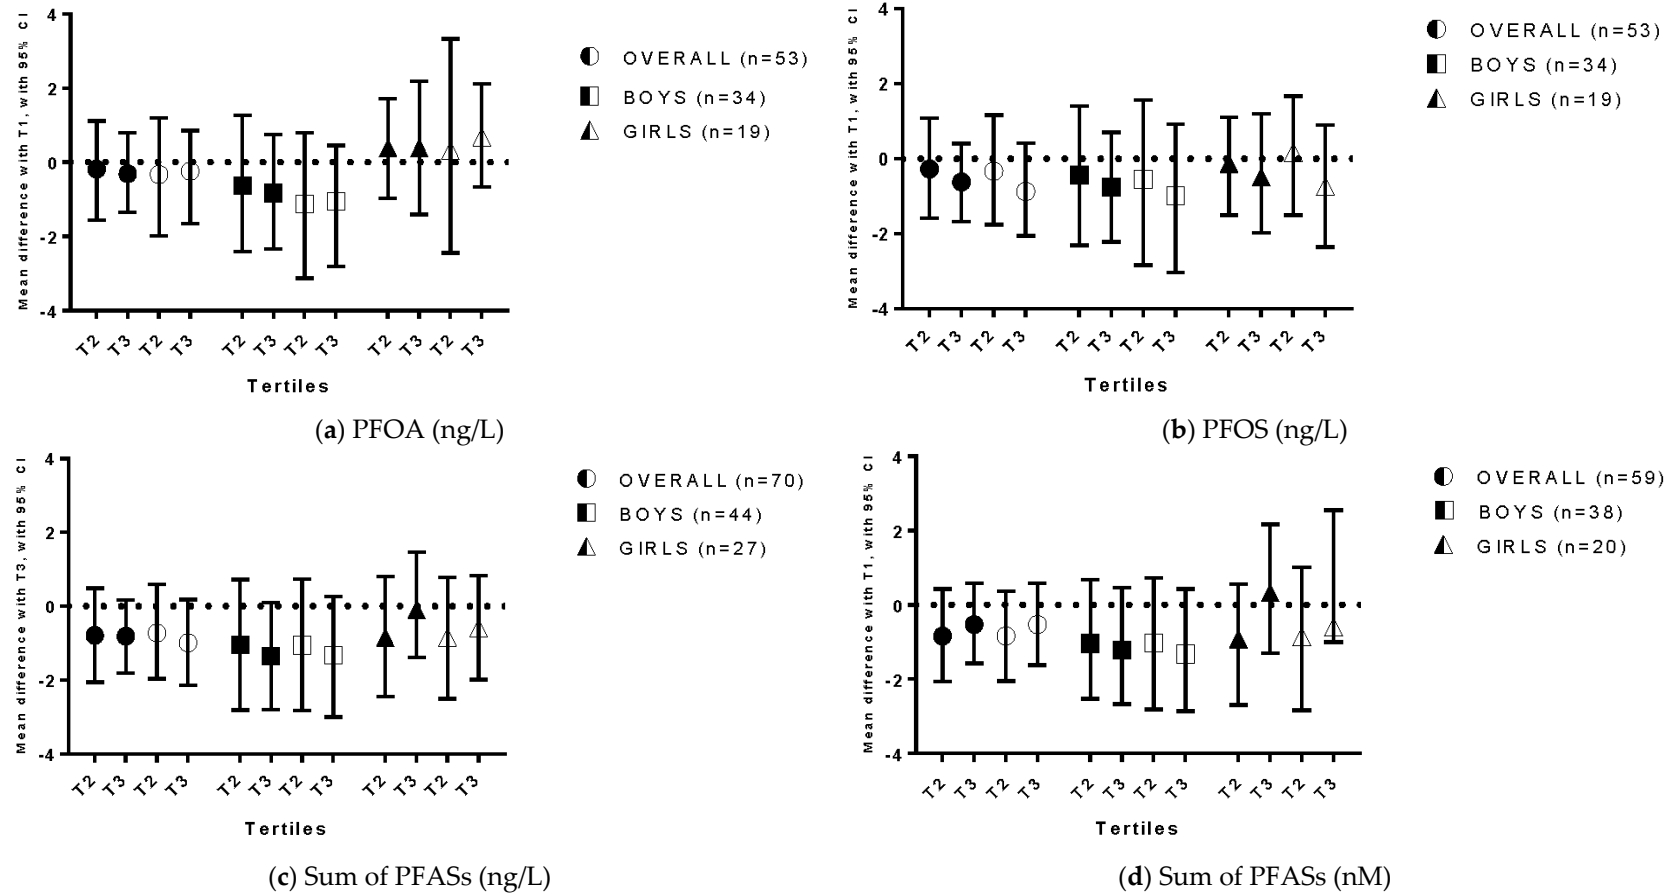 Mean difference with T1, with 95% CI
4
2
0
-2
-4
T2 T3 T2 T3 T2 T3 T2 T3 T2 T3 T2 T3
Tertiles
OVERALL (n=53)
BOYS (n=34)
GIRLS (n=19)
(a) PFOA (ng/L)
Mean difference with T1, with 95% CI
4
2
0
-2
-4
T2 T3 T2 T3 T2 T3 T2 T3 T2 T3 T2 T3
Tertiles
OVERALL (n=53)
BOYS (n=34)
GIRLS (n=19)
(b) PFOS (ng/L)
Mean difference with T3, with 95% CI
4
2
0
-2
-4
T2 T3 T2 T3 T2 T3 T2 T3 T2 T3 T2 T3
Tertiles
OVERALL (n=70)
BOYS (n=44)
GIRLS (n=27)
(c) Sum of PFASs (ng/L)
Mean difference with T1, with 95% CI
4
2
0
-2
-4
T2 T3 T2 T3 T2 T3 T2 T3 T2 T3 T2 T3
Tertiles
OVERALL (n=59)
BOYS (n=38)
GIRLS (n=20)
(d) Sum of PFASs (nM)